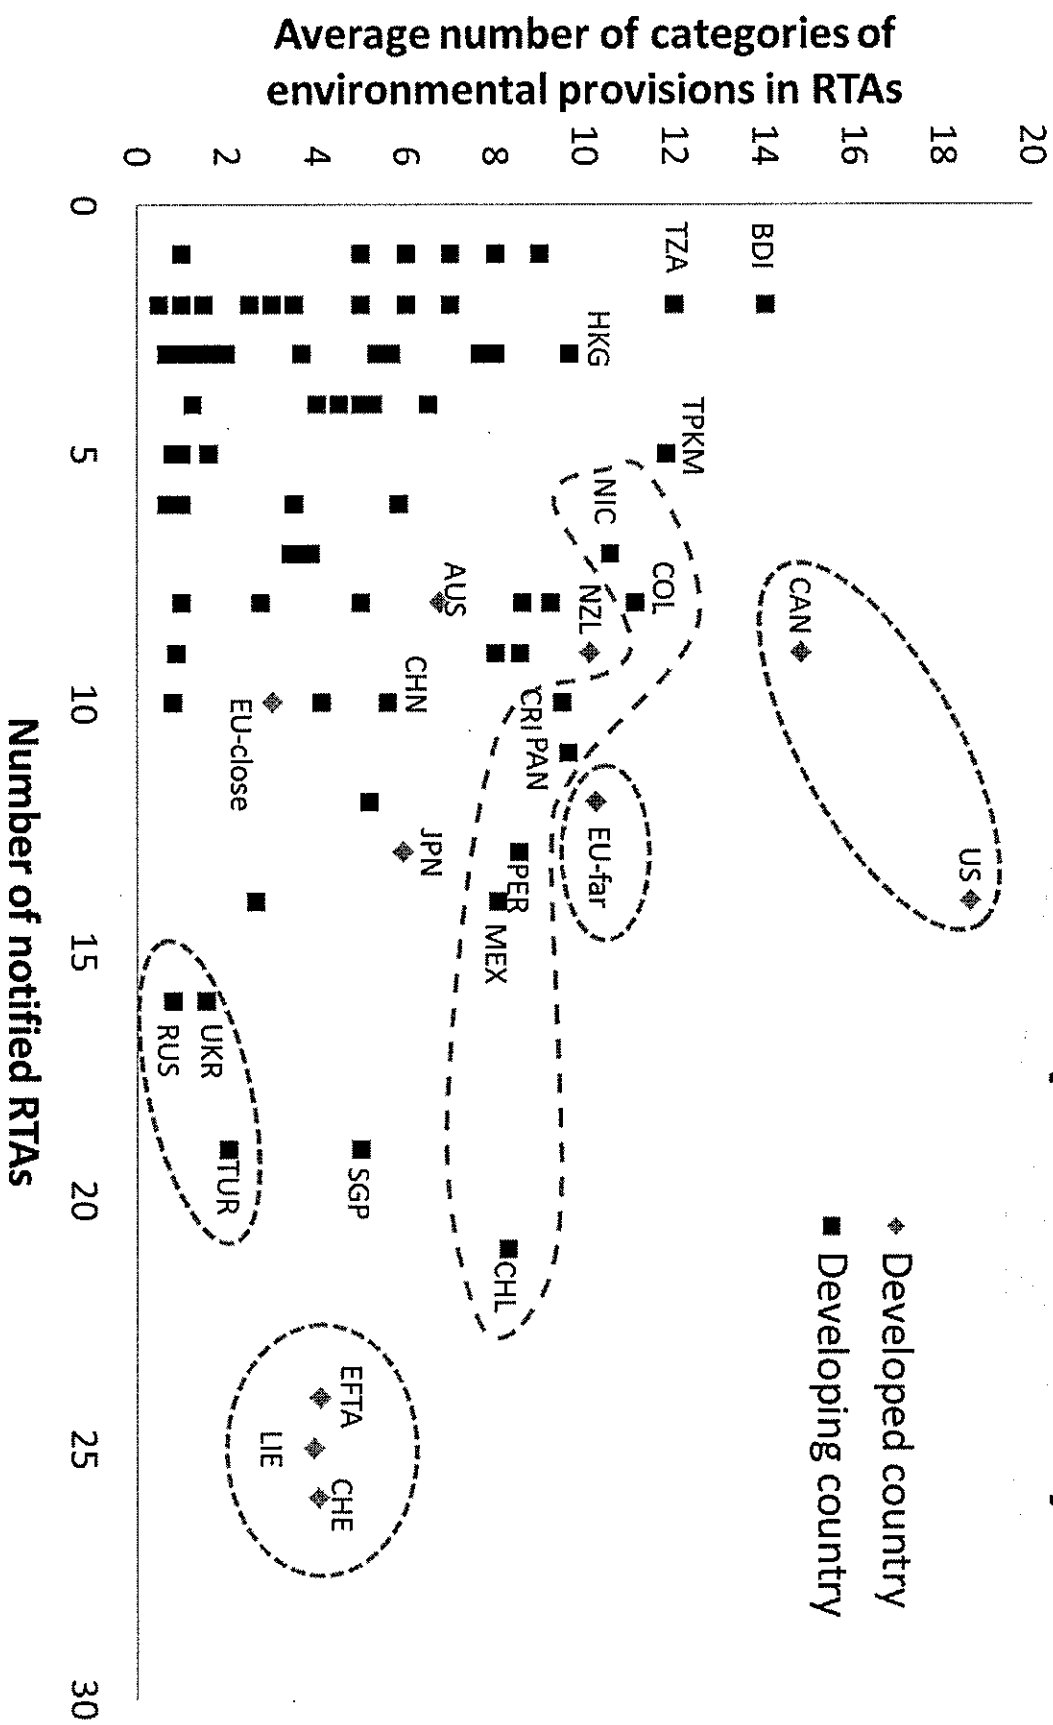 Average number of categories of
environmental provisions in RTAs
20
18
16
14
12
10
8
6
4
2
0
0
5
10
15
20
25
30
Number of notified RTAs
Developed country
Developing country
BDI
TZA
HKG
TPKM
NIC
COL
NZL
AUS
CAN
US
CHN
CRI
PAN
EU-close
EU-far
JPN
PER
MEX
UKR
RUS
TUR
SGP
CHL
EFTA
LIE
CHE